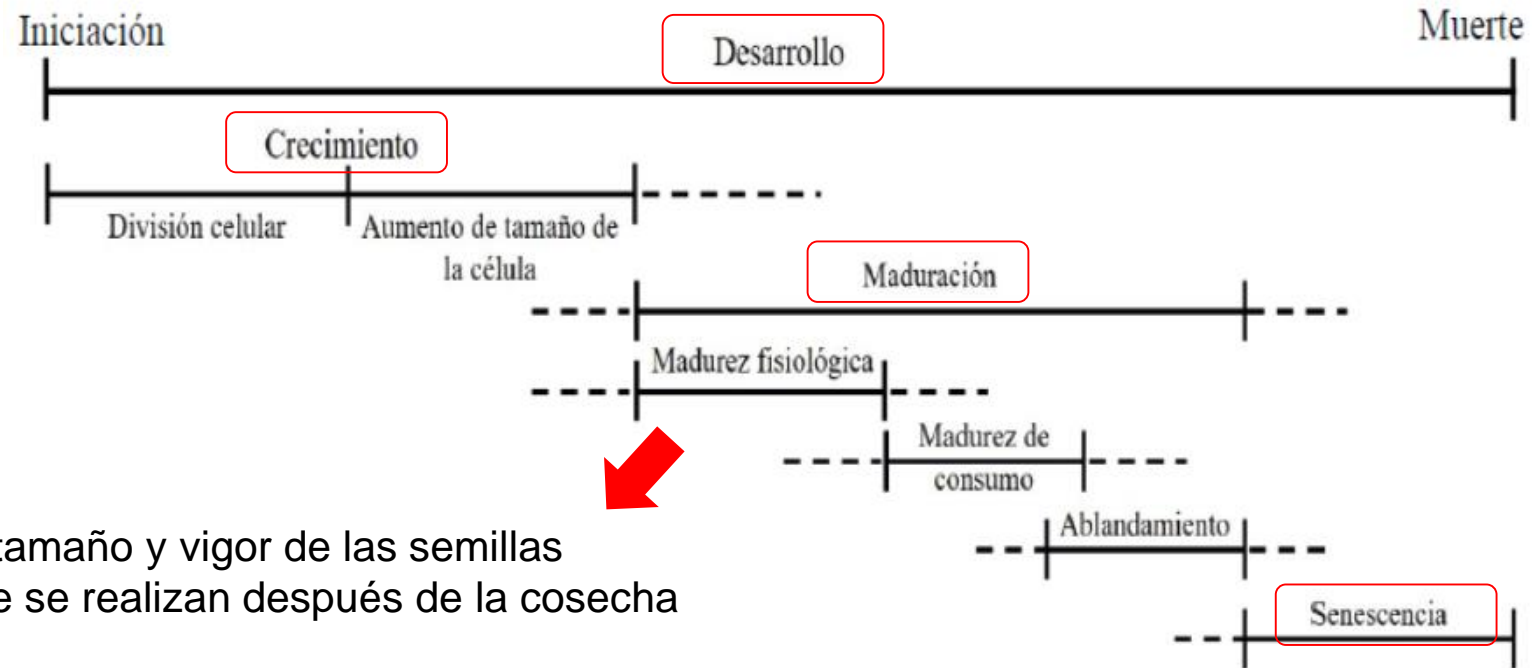 Iniciación
Muerte
Desarrollo
Crecimiento
División celular
Aumento de tamaño de
la célula
Maduración
Madurez fisiológica
Madurez de
consumo
Ablandamiento
tamaño y vigor de las semillas
e se realizan después de la cosecha
Senescencia